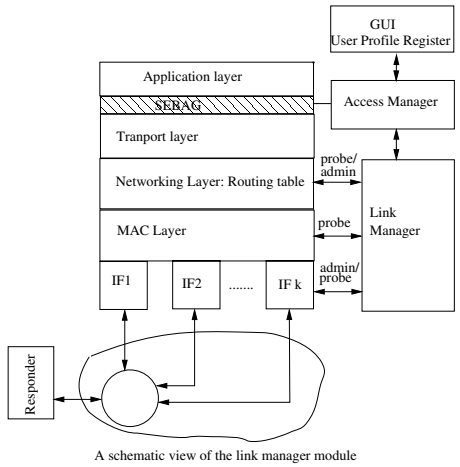 GUI
User Profile Register
Application layer
SEBAG
Access Manager
Tranport layer
probe/
admin
Networking Layer: Routing table
Link
Manager
probe
MAC Layer
admin/
probe
IF1
IF2
.......
IF k
Responder
A schematic view of the link manager module